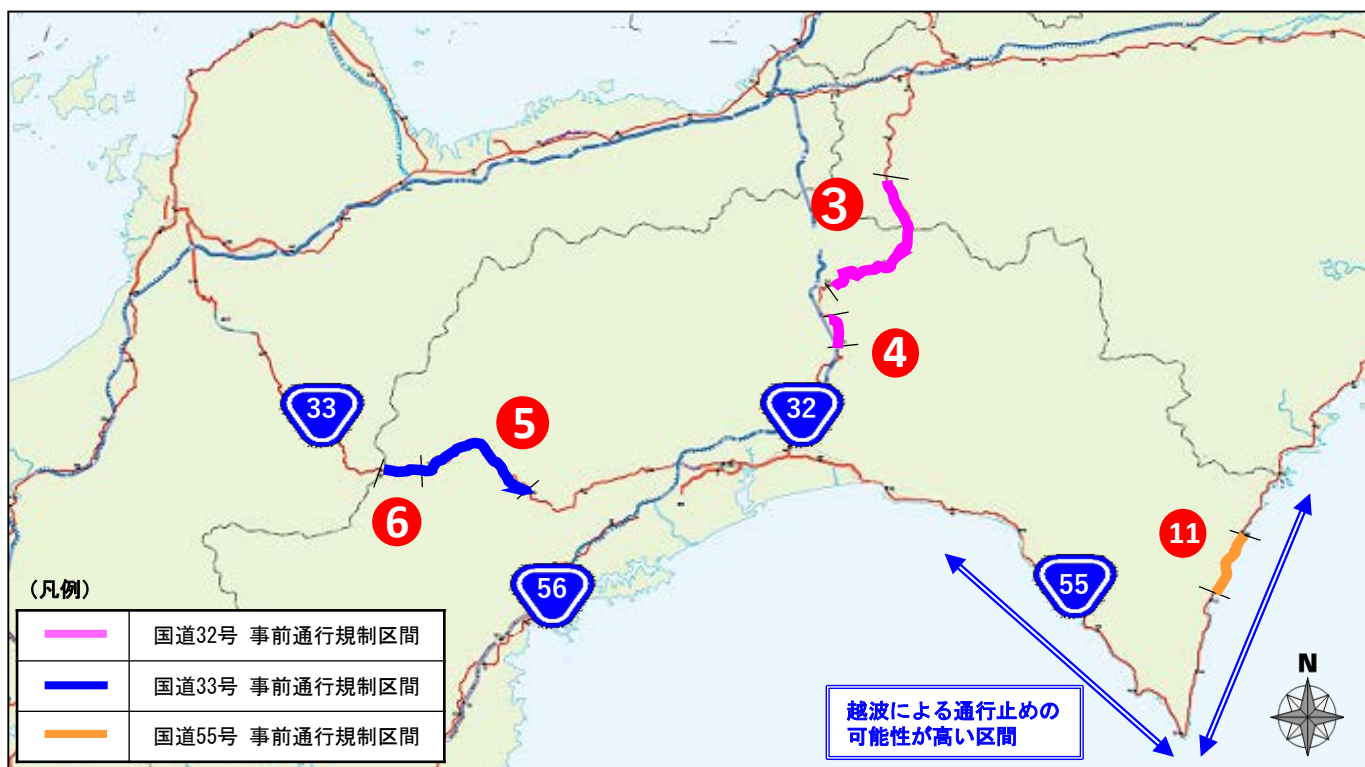 3
4
32
33
5
6
11
56
55
N
(凡例)
国道32号 事前通行規制区間
国道33号 事前通行規制区間
国道55号 事前通行規制区間
越波による通行止めの
可能性が高い区間